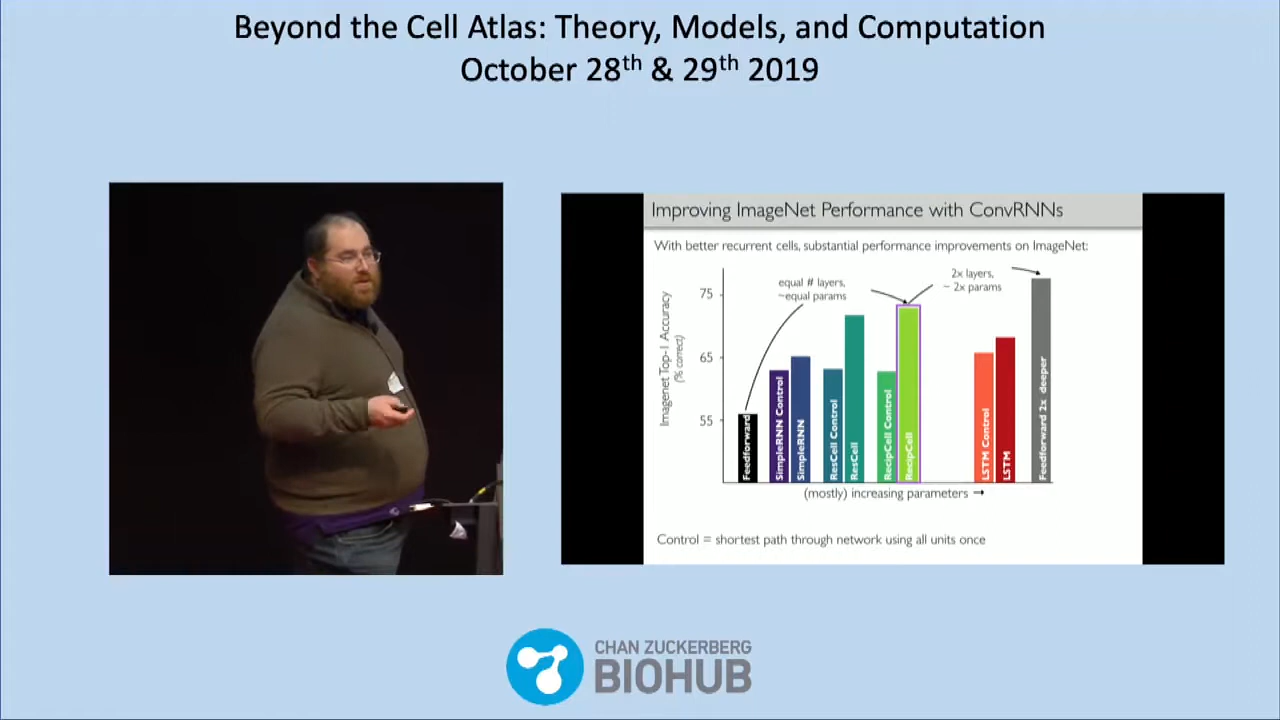 Beyond the Cell Atlas: Theory, Models, and Computation
October 28th & 29th 2019
Improving ImageNet Performance with ConvRNNs
With better recurrent cells, substantial performance improvements on ImageNet:
equal # layers,
~equal params
2x layers,
~ 2x params
Imagenet Top-1 Accuracy
(% correct)
75
65
55
Feedforward
SimpleRNN Control
SimpleRNN
ResCell Control
ResCell
RecipCell Control
RecipCell
LSTM Control
LSTM
Feedforward 2x deeper
(mostly) increasing parameters →
Control = shortest path through network using all units once
CHAN ZUCKERBERG
BIOHUB